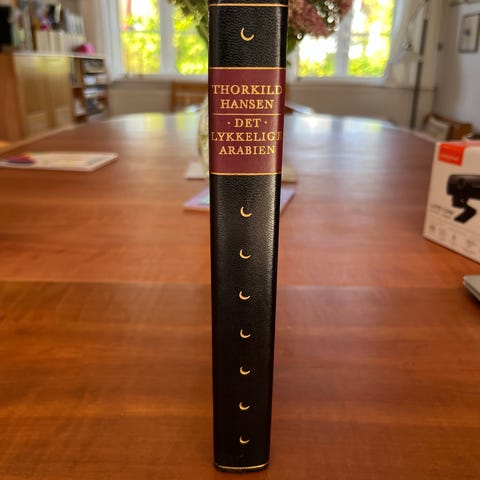 THORKILD
HANSEN
· DET ·
LYKKELIGE
ARABIEN